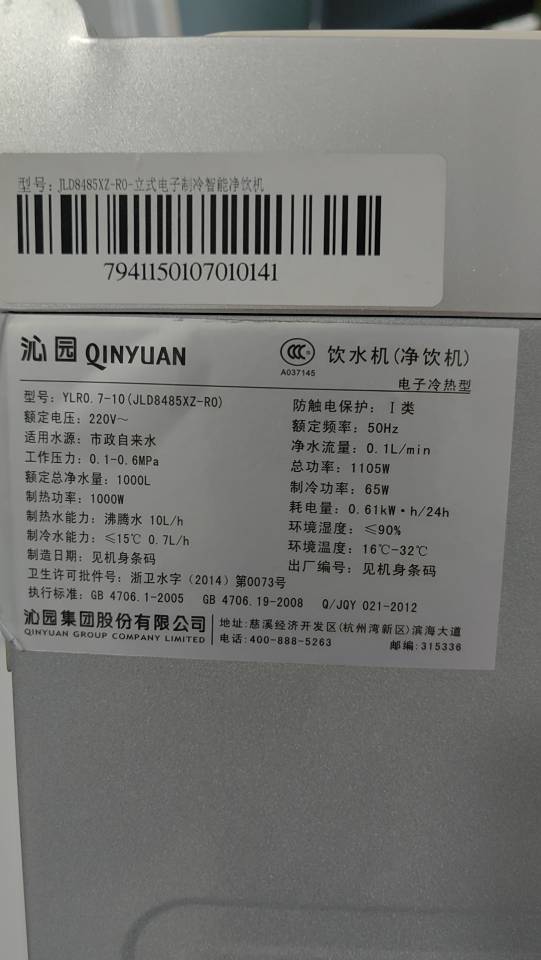 型号: JLD8485XZ-R0-立式电子制冷智能净饮机
7941150107010141
沁园 QINYUAN
CCC
A037145
饮水机(净饮机)
电子冷热型
型号: YLR0.7-10(JLD8485XZ-R0)
额定电压: 220V~
适用水源: 市政自来水
工作压力: 0.1-0.6MPa
额定总净水量: 1000L
制热功率: 1000W
制热水能力: 沸腾水 10L/h
制冷水能力: ≤15℃ 0.7L/h
制造日期: 见机身条码
卫生许可批件号: 浙卫水字 (2014) 第0073号
执行标准: GB 4706.1-2005 GB 4706.19-2008 Q/JQY 021-2012
防触电保护: I 类
额定频率: 50Hz
净水流量: 0.1L/min
总功率: 1105W
制冷功率: 65W
耗电量: 0.61kW·h/24h
环境湿度: ≤90%
环境温度: 16℃-32℃
出厂编号: 见机身条码
沁园集团股份有限公司
QINYUAN GROUP COMPANY LIMITED
地址: 慈溪经济开发区(杭州湾新区)滨海大道
电话: 400-888-5263 邮编: 315336